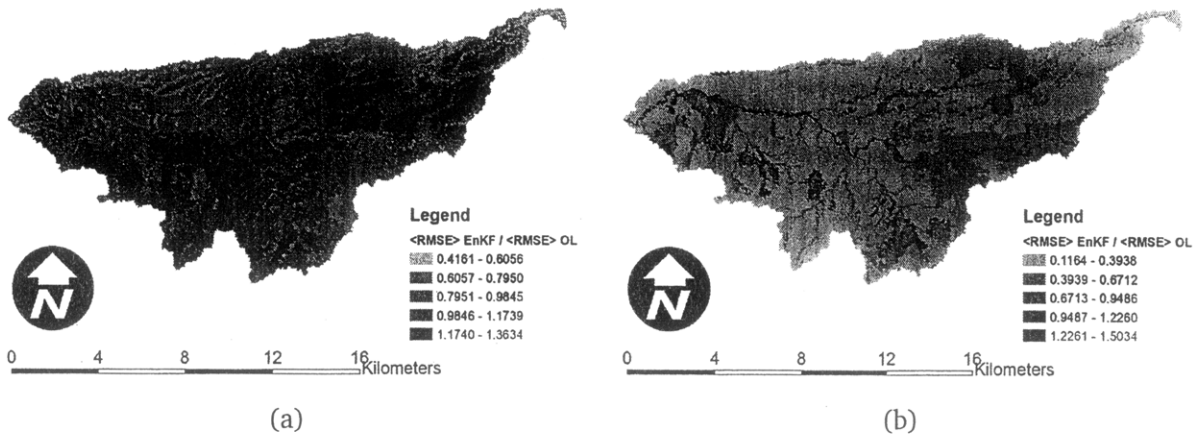 Legend
<RMSE> EnKF / <RMSE> OL
0.4161 - 0.6056
0.6057 - 0.7950
0.7951 - 0.9845
0.9846 - 1.1739
1.1740 - 1.3634
N
0 4 8 12 16 Kilometers
(a)
Legend
<RMSE> EnKF / <RMSE> OL
0.1164 - 0.3938
0.3939 - 0.6712
0.6713 - 0.9486
0.9487 - 1.2260
1.2261 - 1.5034
N
0 4 8 12 16 Kilometers
(b)